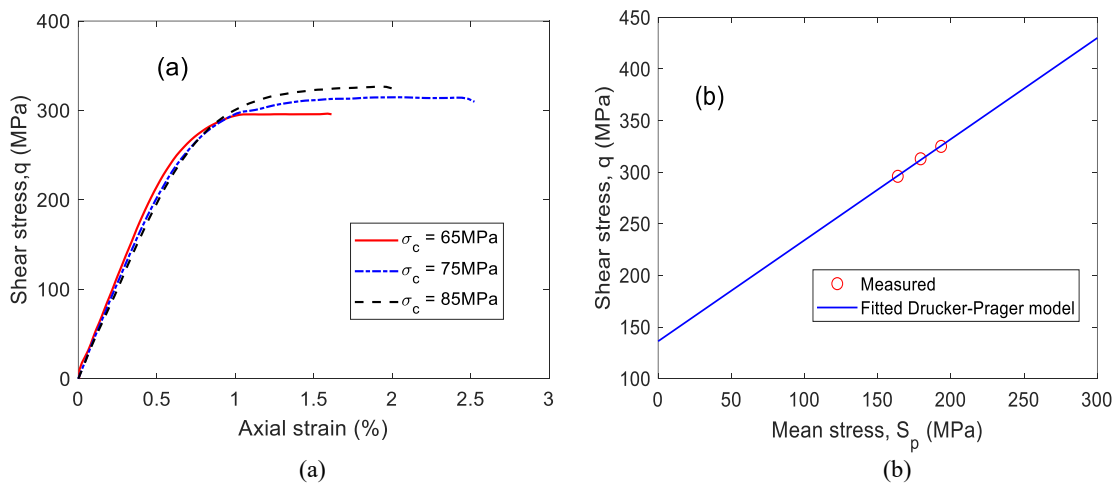 400
300
200
100
0
Shear stress,q (MPa)
(a)
σc = 65MPa
σc = 75MPa
σc = 85MPa
0 0.5 1 1.5 2 2.5 3
Axial strain (%)
(a)
450
400
350
300
250
200
150
100
Shear stress, q (MPa)
(b)
Measured
Fitted Drucker-Prager model
0 50 100 150 200 250 300
Mean stress, Sp (MPa)
(b)